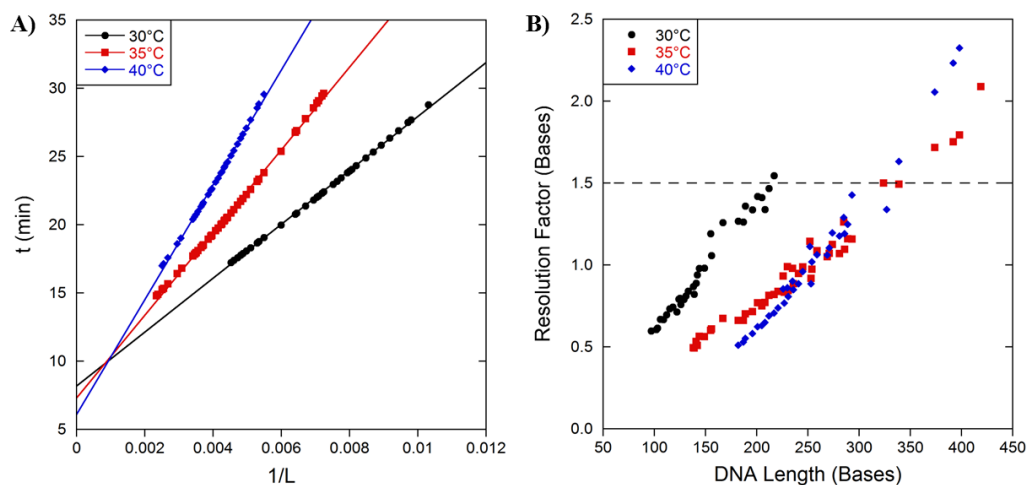 A)
30°C
35°C
40°C
35
30
25
20
15
10
5
t (min)
0 0.002 0.004 0.006 0.008 0.01 0.012
1/L
B)
30°C
35°C
40°C
2.5
2.0
1.5
1.0
0.5
0.0
Resolution Factor (Bases)
50 100 150 200 250 300 350 400 450
DNA Length (Bases)